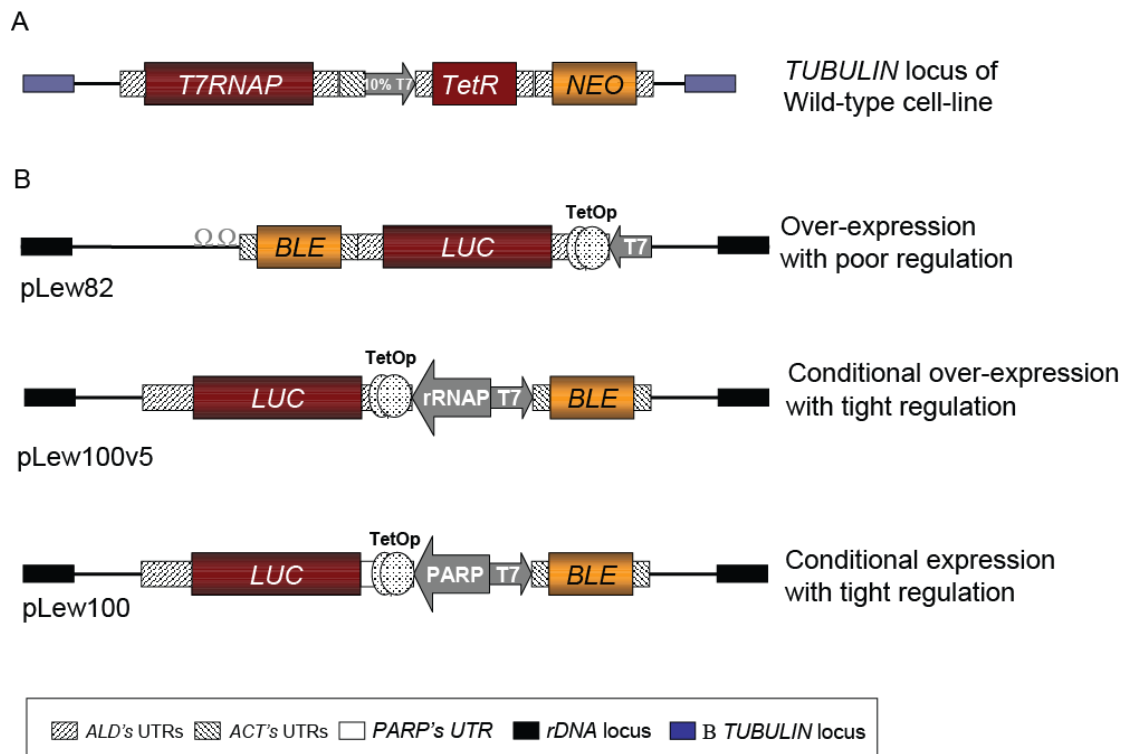 A
T7RNAP
10% T7
TetR
NEO
TUBULIN locus of
Wild-type cell-line
B
ΩΩ
BLE
LUC
TetOp
T7
Over-expression
with poor regulation
pLew82
LUC
TetOp
rRNAP
T7
BLE
Conditional over-expression
with tight regulation
pLew100v5
LUC
TetOp
PARP
T7
BLE
Conditional expression
with tight regulation
pLew100
ALD's UTRs
ACT's UTRs
PARP's UTR
rDNA locus
B TUBULIN locus